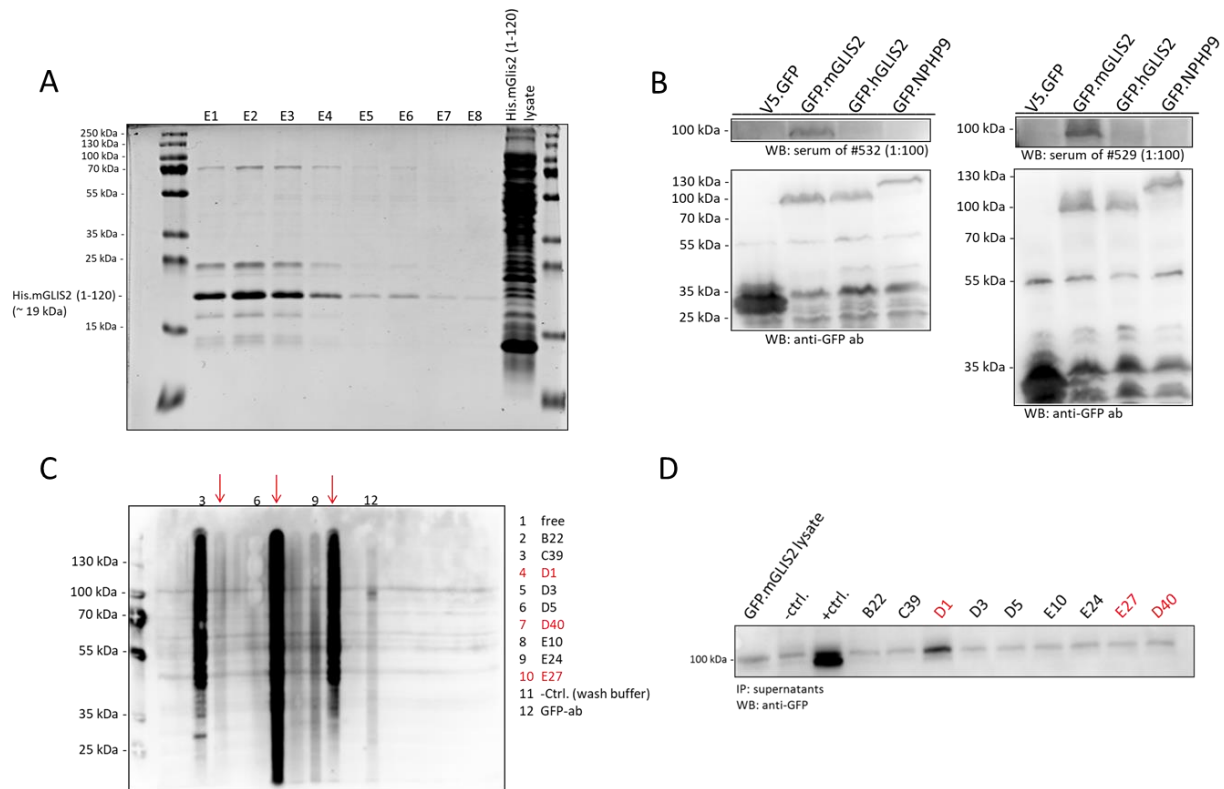 A
E1 E2 E3 E4 E5 E6 E7 E8
His.mGlis2 (1-120)
lysate
250 kDa -
130 kDa -
100 kDa -
70 kDa -
55 kDa -
35 kDa -
25 kDa -
His.mGLIS2 (1-120) -
(~ 19 kDa)
15 kDa -
B
V5.GFP
GFP.mGLIS2
GFP.hGLIS2
GFP.NPHP9
100 kDa -
WB: serum of #532 (1:100)
130 kDa -
100 kDa -
70 kDa -
55 kDa -
35 kDa -
25 kDa -
WB: anti-GFP ab
V5.GFP
GFP.mGLIS2
GFP.hGLIS2
GFP.NPHP9
100 kDa -
WB: serum of #529 (1:100)
130 kDa -
100 kDa -
70 kDa -
55 kDa -
35 kDa -
WB: anti-GFP ab
C
3 6 9 12
130 kDa -
100 kDa -
70 kDa -
55 kDa -
35 kDa -
25 kDa -
1 free
2 B22
3 C39
4 D1
5 D3
6 D5
7 D40
8 E10
9 E24
10 E27
11 -Ctrl. (wash buffer)
12 GFP-ab
D
GFP.mGLIS2 lysate
-ctrl.
+ctrl.
B22
C39
D1
D3
D5
E10
E24
E27
D40
100 kDa -
IP: supernatants
WB: anti-GFP